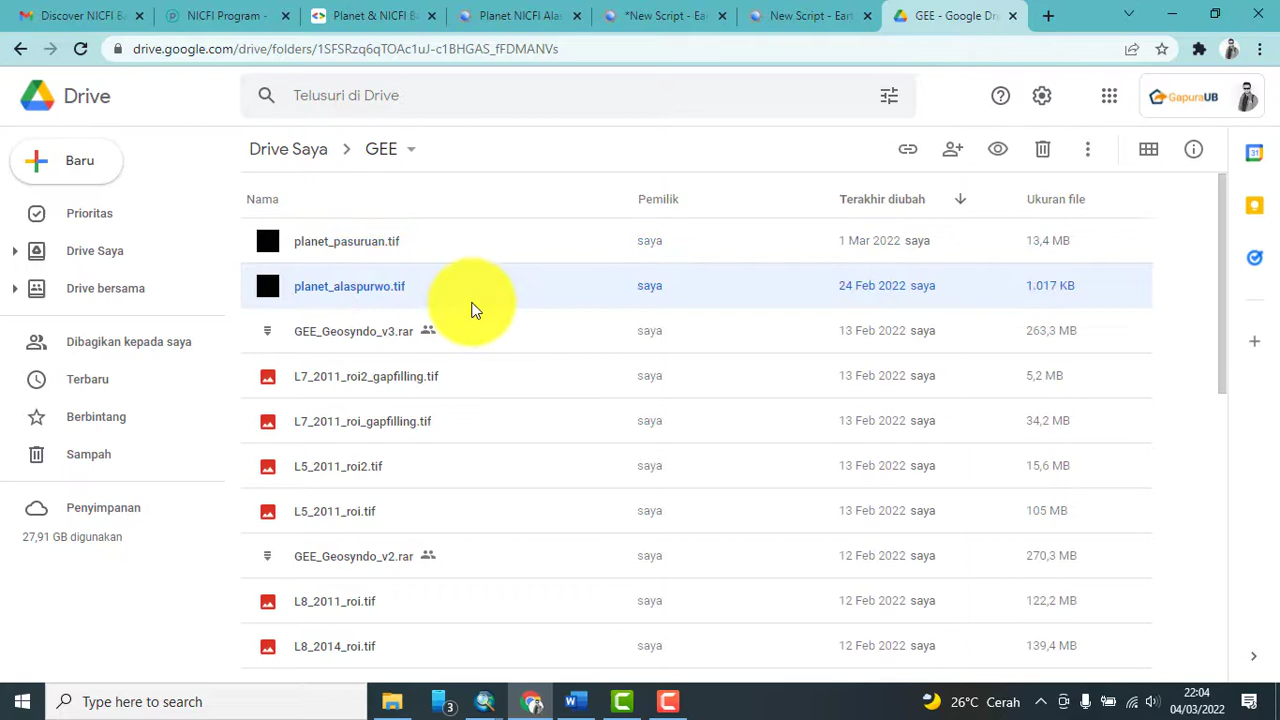 Discover NICFI Ba
NICFI Program -
Planet & NICFI B
Planet NICFI Alas
*New Script - Ea
New Script - Eart
GEE - Google Dri
drive.google.com/drive/folders/1SFSRzq6qTOAc1uJ-c1BHGAS_fFDMANVs
Drive
Telusuri di Drive
GapuraUB
Baru
Drive Saya
GEE
Nama
Pemilik
Terakhir diubah
Ukuran file
Prioritas
Drive Saya
Drive bersama
Dibagikan kepada saya
Terbaru
Berbintang
Sampah
Penyimpanan
27,91 GB digunakan
planet_pasuruan.tif saya 1 Mar 2022 saya 13,4 MB
planet_alaspurwo.tif saya 24 Feb 2022 saya 1.017 KB
GEE_Geosyndo_v3.rar saya 13 Feb 2022 saya 263,3 MB
L7_2011_roi2_gapfilling.tif saya 13 Feb 2022 saya 5,2 MB
L7_2011_roi_gapfilling.tif saya 13 Feb 2022 saya 34,2 MB
L5_2011_roi2.tif saya 13 Feb 2022 saya 15,6 MB
L5_2011_roi.tif saya 13 Feb 2022 saya 105 MB
GEE_Geosyndo_v2.rar saya 12 Feb 2022 saya 270,3 MB
L8_2011_roi.tif saya 12 Feb 2022 saya 122,2 MB
L8_2014_roi.tif saya 12 Feb 2022 saya 139,4 MB
Type here to search
3
26°C Cerah
22:04
04/03/2022